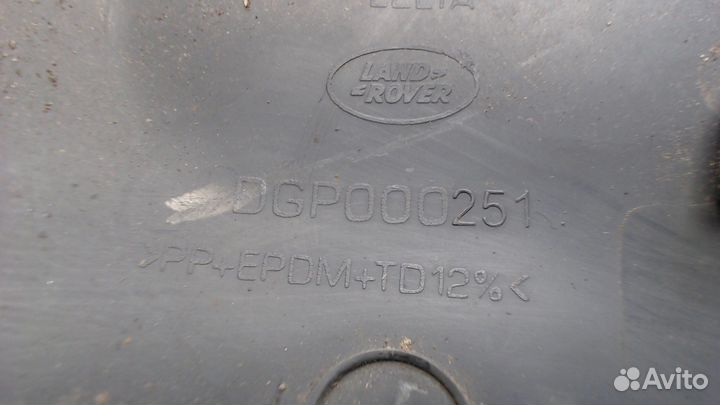 LAND
ROVER
DGP000251
>PP+EPDM+TD12%<
Avito